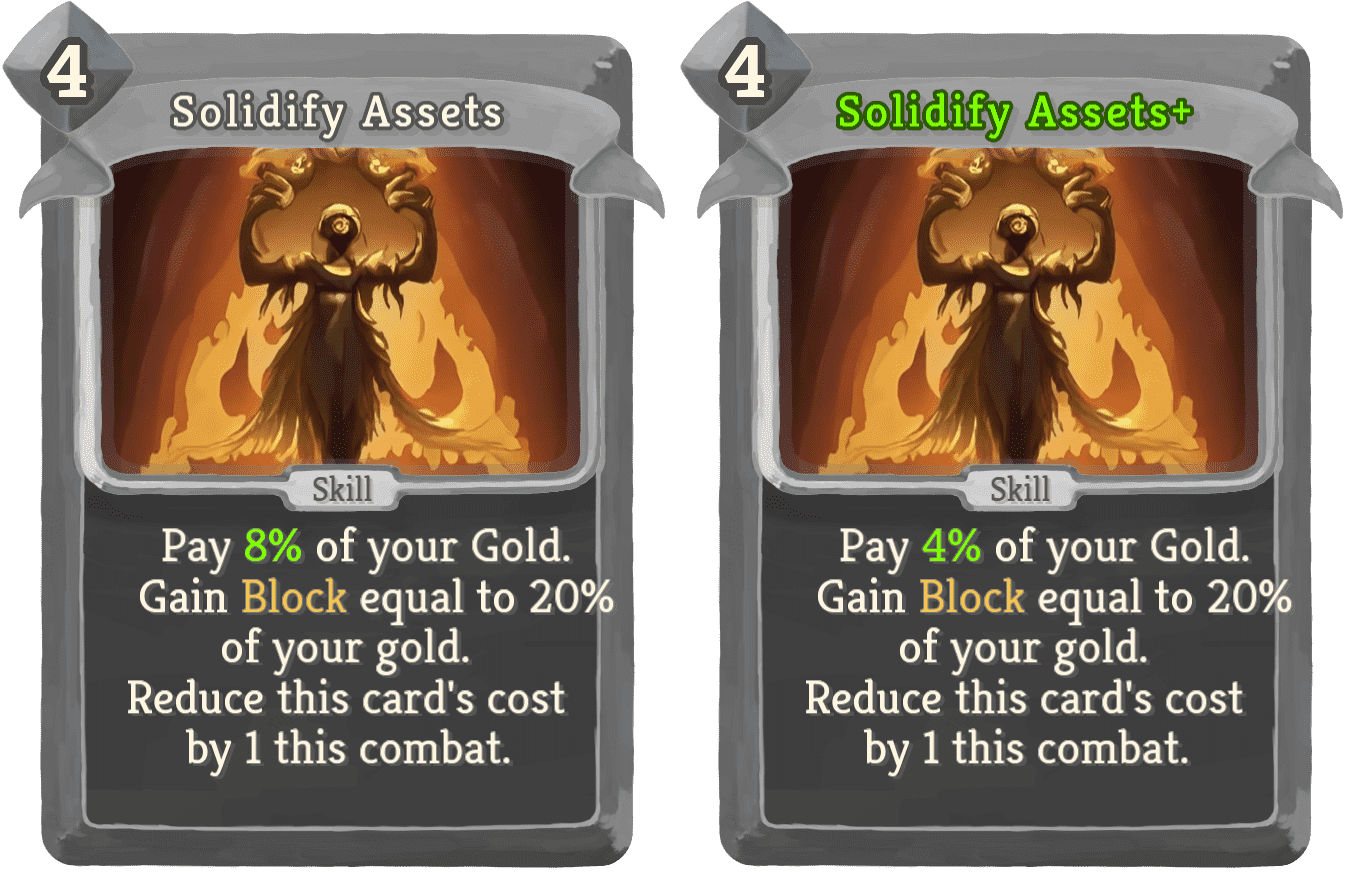 4
Solidify Assets
Skill
Pay 8% of your Gold.
Gain Block equal to 20%
of your gold.
Reduce this card's cost
by 1 this combat.
4
Solidify Assets+
Skill
Pay 4% of your Gold.
Gain Block equal to 20%
of your gold.
Reduce this card's cost
by 1 this combat.